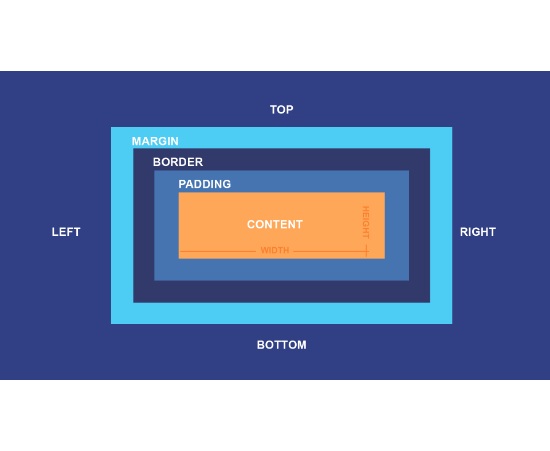 TOP
MARGIN
BORDER
PADDING
CONTENT
HEIGHT
WIDTH
LEFT
RIGHT
BOTTOM